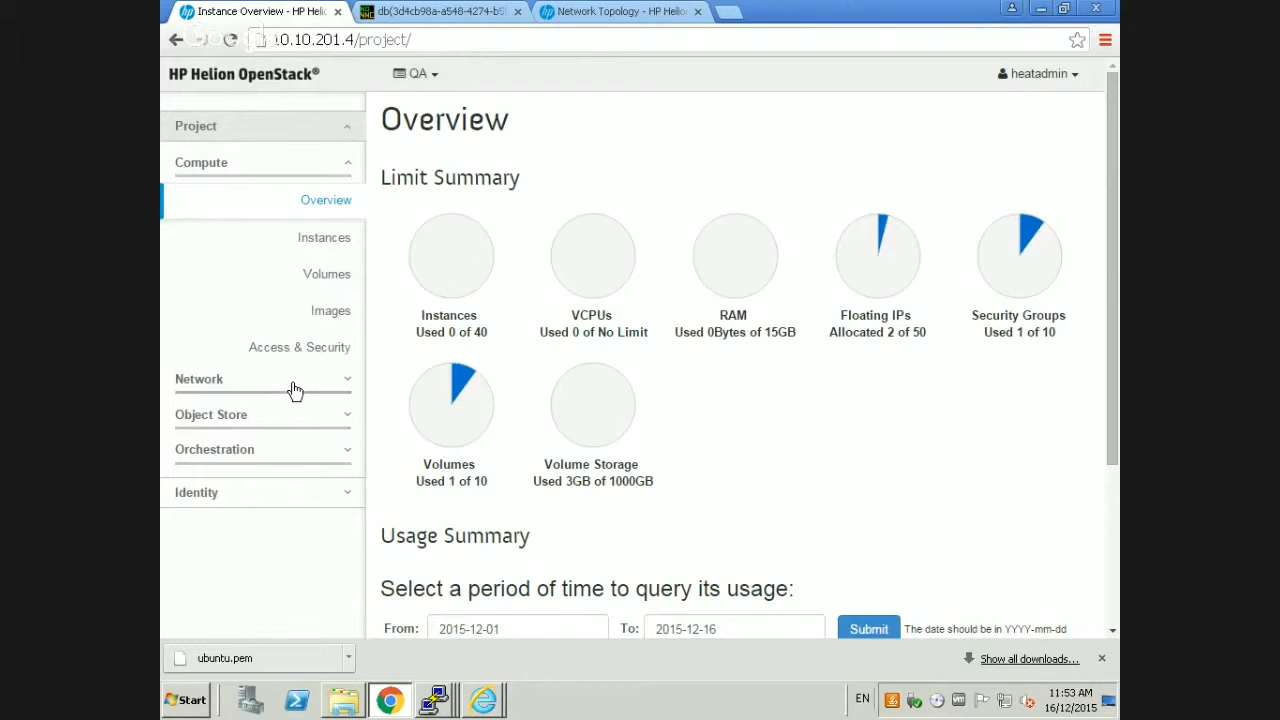 Instance Overview - HP Helio
db(3d4cb98a-a548-4274-b5
Network Topology - HP Helio
10.10.201.4/project/
HP Helion OpenStack®
QA
heatadmin
Project
Compute
Overview
Instances
Volumes
Images
Access & Security
Network
Object Store
Orchestration
Identity
Overview
Limit Summary
Instances
Used 0 of 40
VCPUs
Used 0 of No Limit
RAM
Used 0Bytes of 15GB
Floating IPs
Allocated 2 of 50
Security Groups
Used 1 of 10
Volumes
Used 1 of 10
Volume Storage
Used 3GB of 1000GB
Usage Summary
Select a period of time to query its usage:
From: 2015-12-01 To: 2015-12-16 Submit The date should be in YYYY-mm-dd
ubuntu.pem
Show all downloads...
Start
EN
11:53 AM
16/12/2015